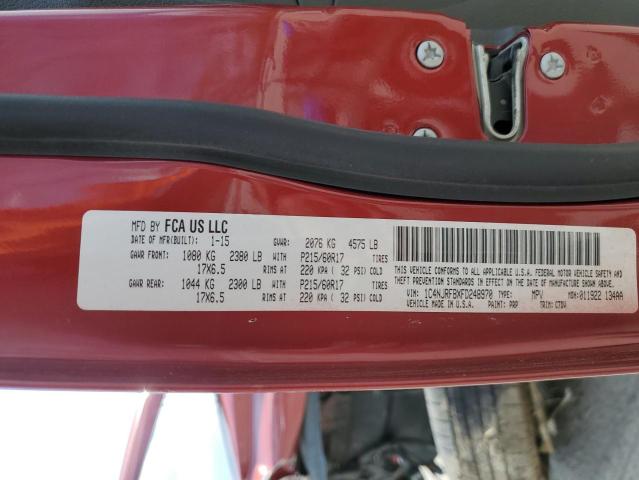 MFD BY FCA US LLC
DATE OF MFR(BUILT): 1-15 GVWR: 2076 KG 4575 LB
GAWR FRONT: 1080 KG 2380 LB WITH P215/60R17 TIRES
17X6.5 RIMS AT 220 KPA ( 32 PSI) COLD
GAWR REAR: 1044 KG 2300 LB WITH P215/60R17 TIRES
17X6.5 RIMS AT 220 KPA ( 32 PSI) COLD
THIS VEHICLE CONFORMS TO ALL APPLICABLE U.S.A. FEDERAL MOTOR VEHICLE SAFETY AND
THEFT PREVENTION STANDARDS IN EFFECT ON THE DATE OF MANUFACTURE SHOWN ABOVE.
VIN: 1C4NJRFBXFD248970 TYPE: MPV MDH: 011922 134AA
VEHICLE MADE IN U.S.A. PAINT: PRP TRIM: